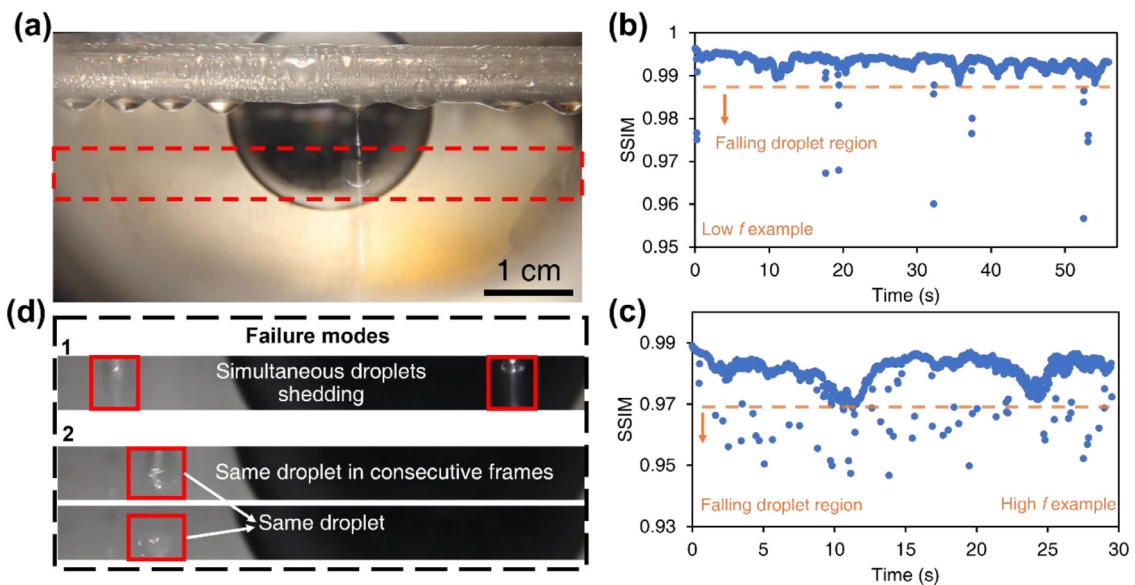 (a)
1 cm
(b)
1
0.99
0.98
0.97
0.96
0.95
SSIM
Falling droplet region
Low f example
0
10
20
30
40
50
Time (s)
(c)
0.99
0.97
0.95
0.93
SSIM
Falling droplet region
High f example
0
5
10
15
20
25
30
Time (s)
(d)
Failure modes
1
Simultaneous droplets
shedding
2
Same droplet in consecutive frames
Same droplet